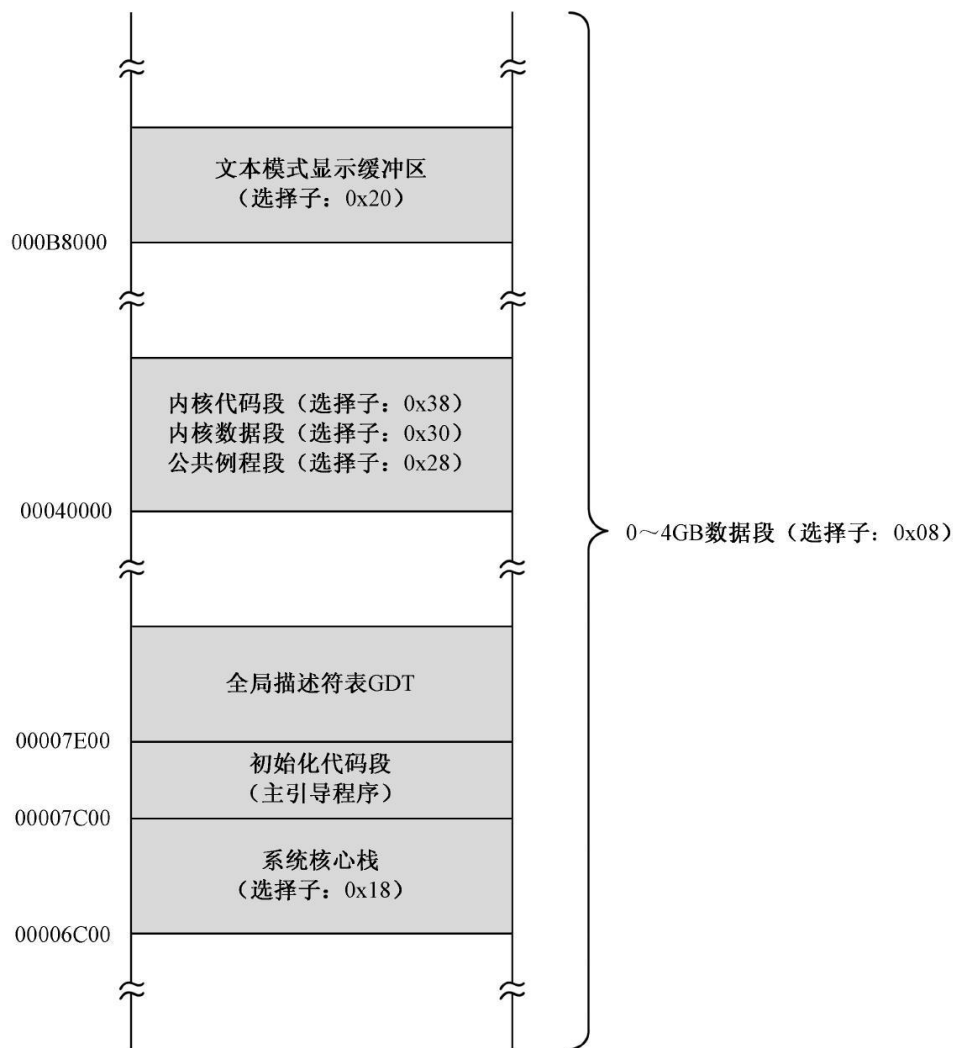 文本模式显示缓冲区
（选择子：0x20）
000B8000
内核代码段（选择子：0x38）
内核数据段（选择子：0x30）
公共例程段（选择子：0x28）
00040000
0～4GB数据段（选择子：0x08）
全局描述符表GDT
00007E00
初始化代码段
（主引导程序）
00007C00
系统核心栈
（选择子：0x18）
00006C00